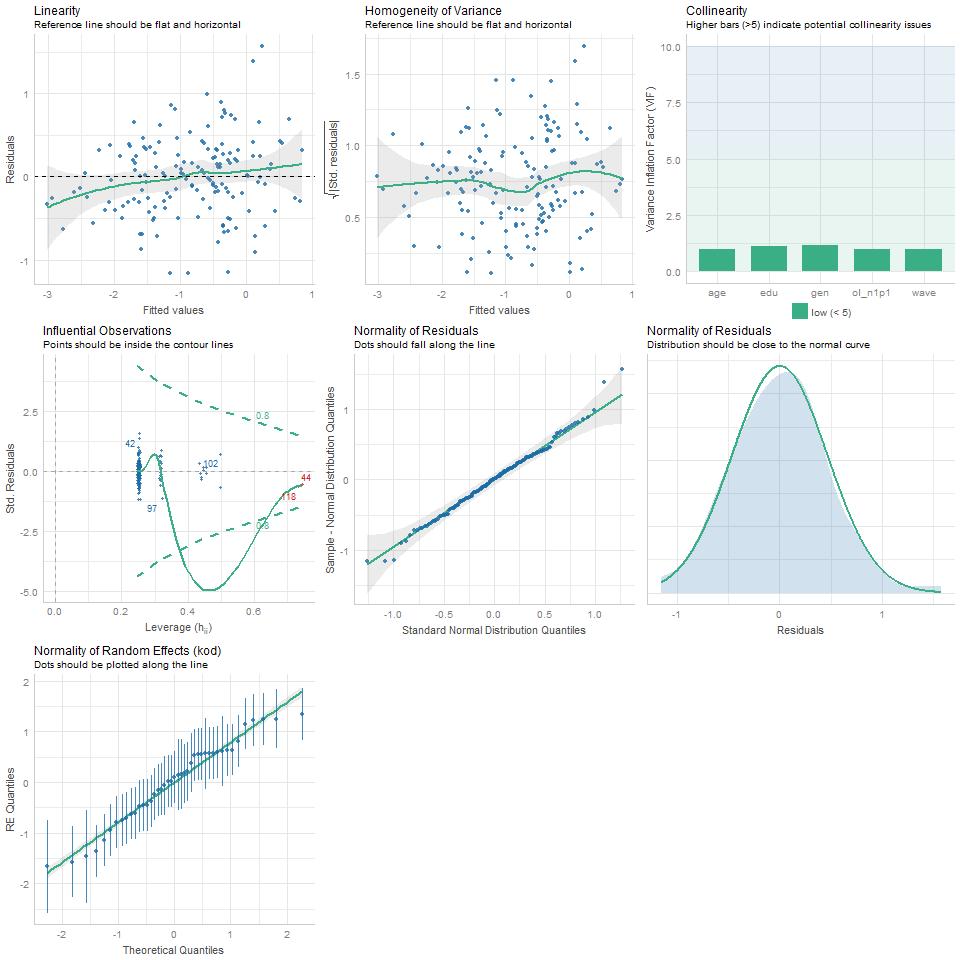 Linearity
Reference line should be flat and horizontal
Residuals
1
0
-1
-3
-2
-1
0
1
Fitted values
Homogeneity of Variance
Reference line should be flat and horizontal
√|Std. residuals|
1.5
1.0
0.5
-3
-2
-1
0
1
Fitted values
Collinearity
Higher bars (>5) indicate potential collinearity issues
Variance Inflation Factor (VIF)
10.0
7.5
5.0
2.5
0.0
age
edu
gen
ol_n1p1
wave
low (< 5)
Influential Observations
Points should be inside the contour lines
Std. Residuals
2.5
0.0
-2.5
-5.0
0.8
42
102
44
118
97
0.8
0.0
0.2
0.4
0.6
Leverage (hii)
Normality of Residuals
Dots should fall along the line
Sample - Normal Distribution Quantiles
1
0
-1
-1.0
-0.5
0.0
0.5
1.0
Standard Normal Distribution Quantiles
Normality of Residuals
Distribution should be close to the normal curve
-1
0
1
Residuals
Normality of Random Effects (kod)
Dots should be plotted along the line
RE Quantiles
2
1
0
-1
-2
-2
-1
0
1
2
Theoretical Quantiles